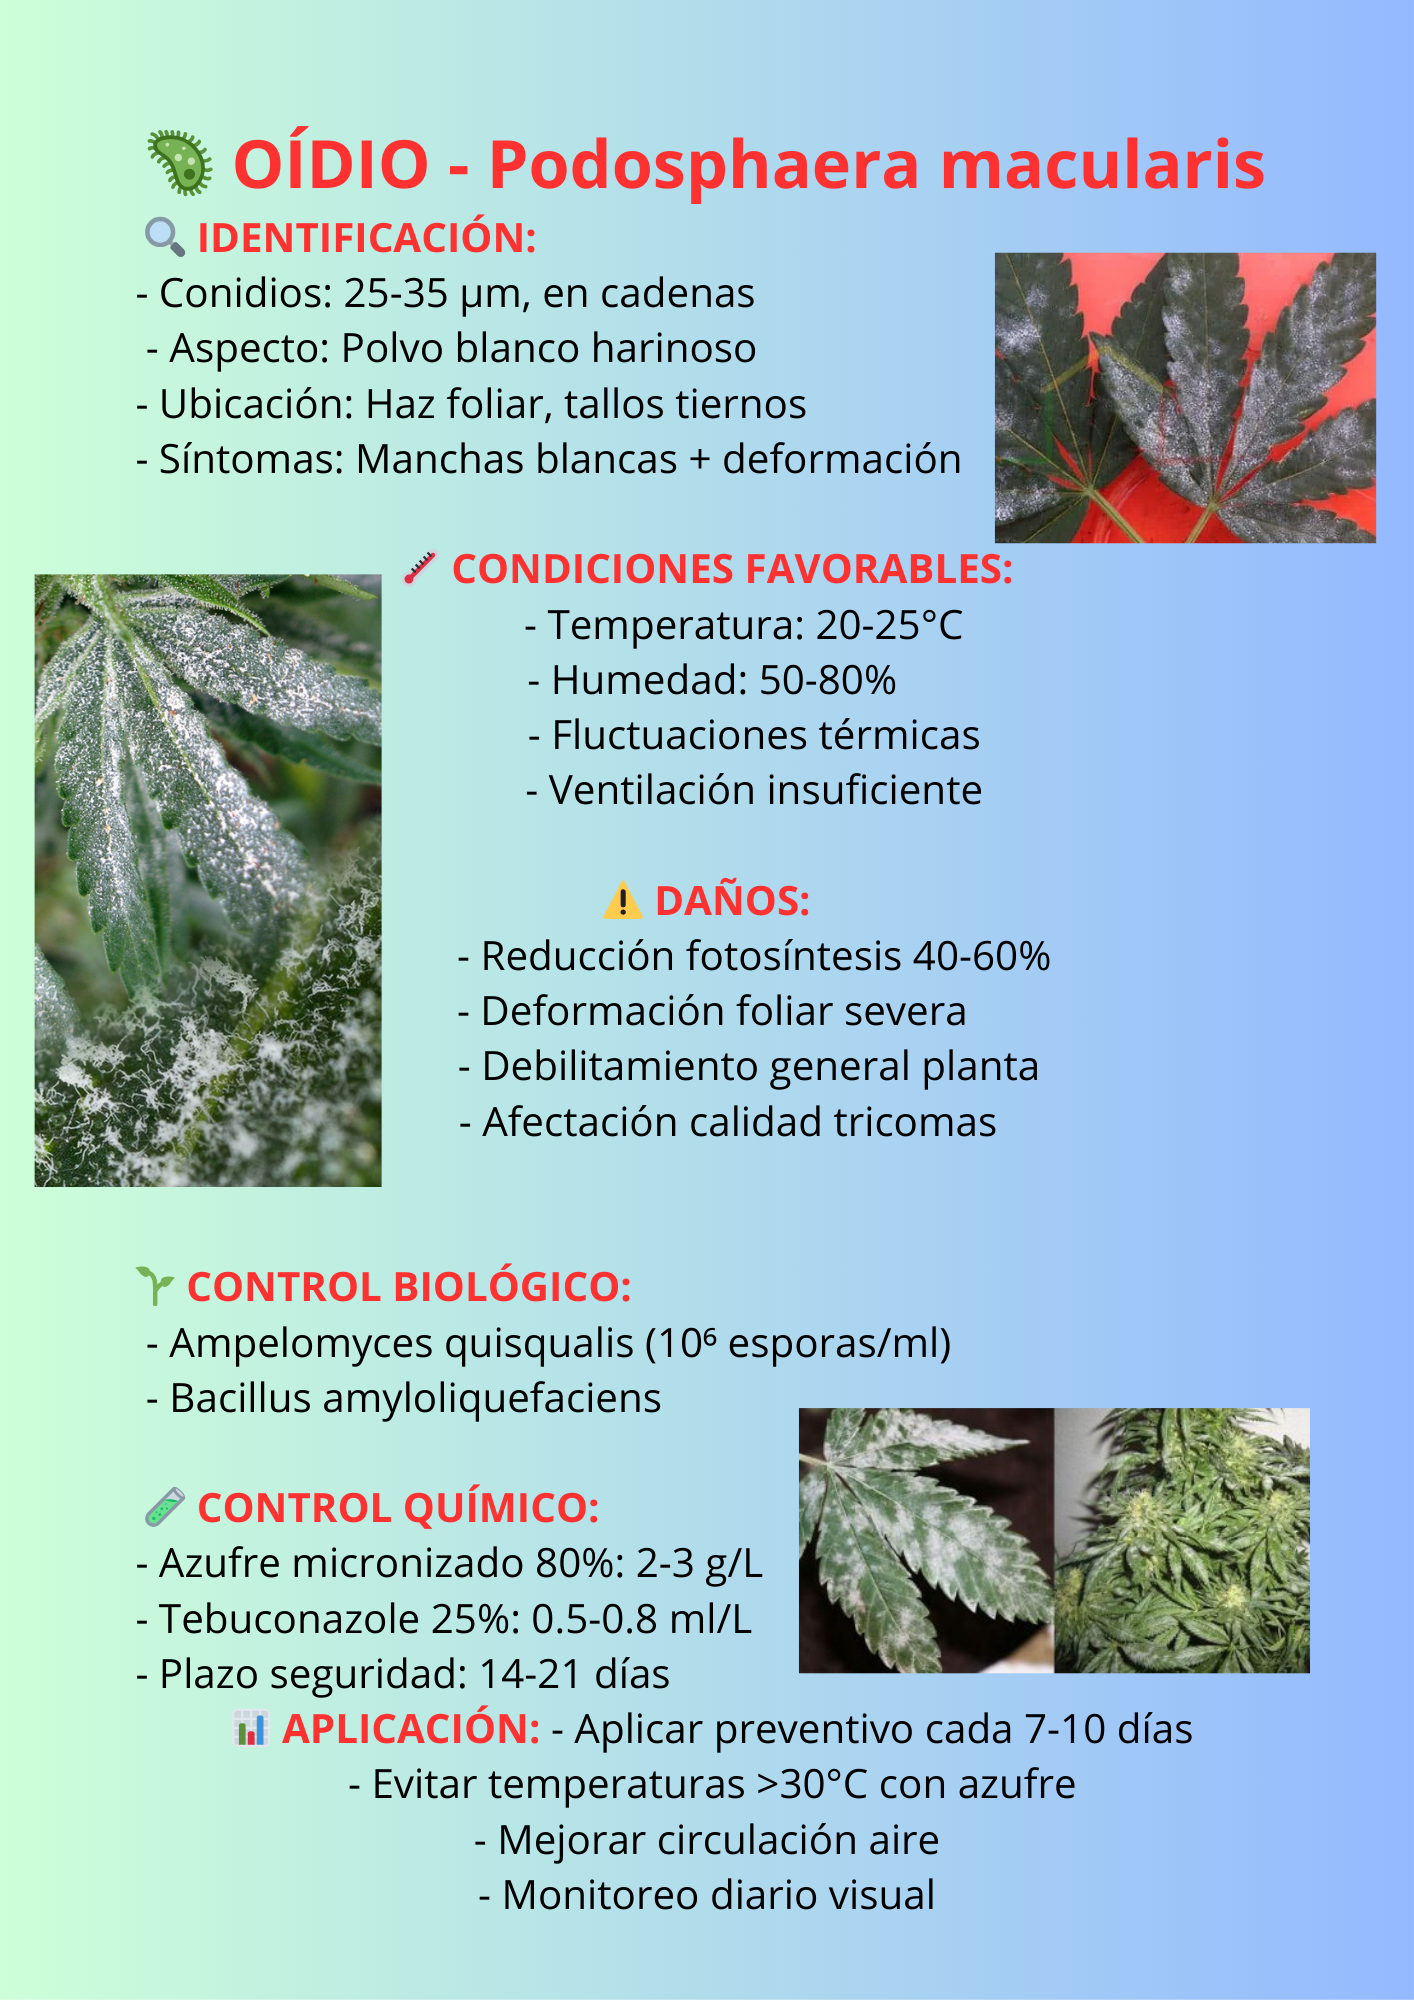 🦠 OÍDIO - Podosphaera macularis
🔍 IDENTIFICACIÓN:
- Conidios: 25-35 μm, en cadenas
- Aspecto: Polvo blanco harinoso
- Ubicación: Haz foliar, tallos tiernos
- Síntomas: Manchas blancas + deformación
🌡 CONDICIONES FAVORABLES:
- Temperatura: 20-25°C
- Humedad: 50-80%
- Fluctuaciones térmicas
- Ventilación insuficiente
⚠️ DAÑOS:
- Reducción fotosíntesis 40-60%
- Deformación foliar severa
- Debilitamiento general planta
- Afectación calidad tricomas
🌱 CONTROL BIOLÓGICO:
- Ampelomyces quisqualis (10⁶ esporas/ml)
- Bacillus amyloliquefaciens
🧪 CONTROL QUÍMICO:
- Azufre micronizado 80%: 2-3 g/L
- Tebuconazole 25%: 0.5-0.8 ml/L
- Plazo seguridad: 14-21 días
📊 APLICACIÓN: - Aplicar preventivo cada 7-10 días
- Evitar temperaturas >30°C con azufre
- Mejorar circulación aire
- Monitoreo diario visual